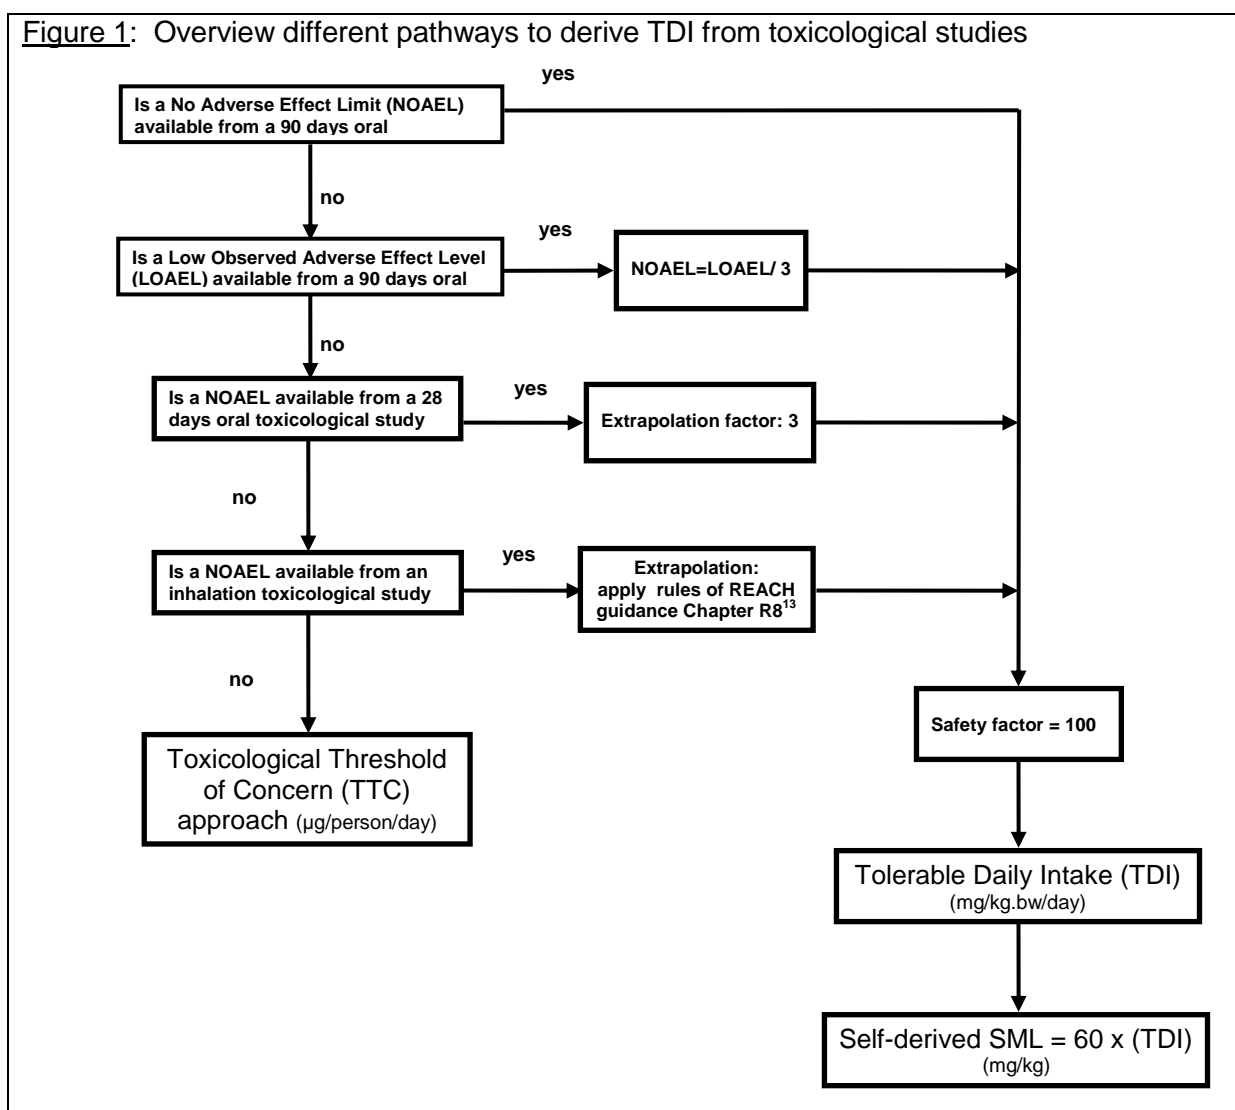 Figure 1: Overview different pathways to derive TDI from toxicological studies
yes
Is a No Adverse Effect Limit (NOAEL)
available from a 90 days oral
no
yes
Is a Low Observed Adverse Effect Level
(LOAEL) available from a 90 days oral
NOAEL=LOAEL/ 3
no
yes
Is a NOAEL available from a 28
days oral toxicological study
Extrapolation factor: 3
no
yes
Is a NOAEL available from an
inhalation toxicological study
Extrapolation:
apply rules of REACH
guidance Chapter R8¹³
no
Safety factor = 100
Toxicological Threshold
of Concern (TTC)
approach (µg/person/day)
Tolerable Daily Intake (TDI)
(mg/kg.bw/day)
Self-derived SML = 60 x (TDI)
(mg/kg)